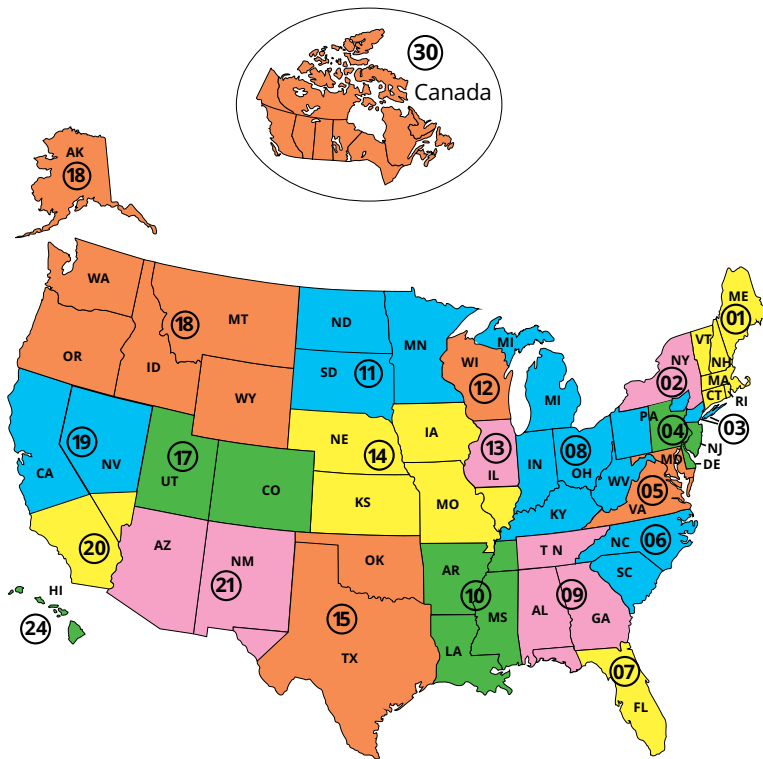 30
Canada
AK
18
WA
MT
18
OR
ID
WY
ND
MN
SD
11
MI
WI
12
MI
ME
01
VT
NH
NY
02
MA
CT
RI
PA
04
03
NJ
MD
DE
19
CA
NV
17
UT
CO
NE
14
IA
13
IL
IN
08
OH
WV
05
VA
KS
MO
KY
20
AZ
NM
21
OK
AR
10
T N
NC
06
SC
HI
24
15
TX
MS
LA
AL
09
GA
07
FL